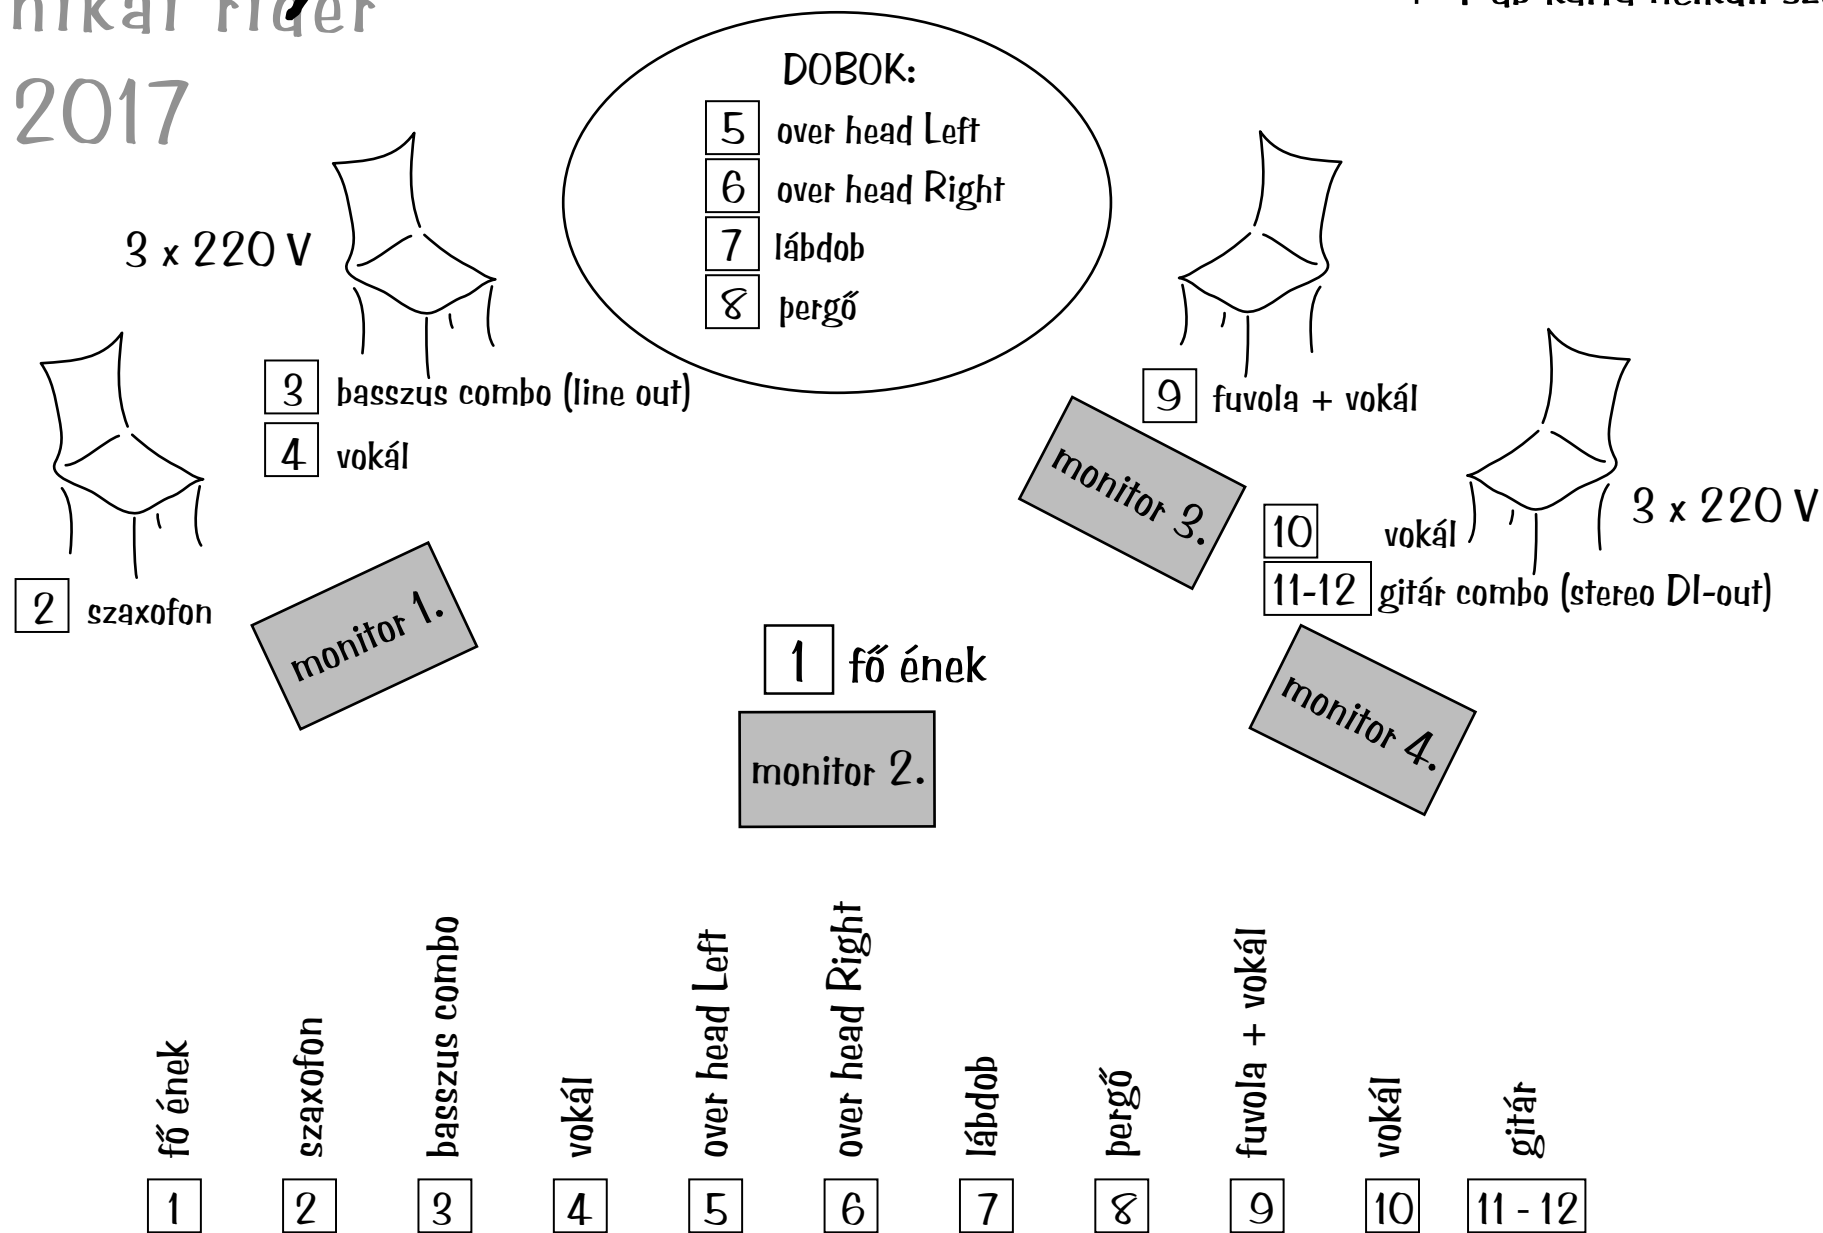 rider
2017
DOBOK:
5 over head Left
6 over head Right
7 lábdob
8 pergő
3 x 220 V
3 basszus combo (line out)
4 vokál
9 fuvola + vokál
monitor 3.
3 x 220 V
10 vokál
11-12 gitár combo (stereo DI-out)
2 szaxofon
monitor 1.
1 fő ének
monitor 2.
monitor 4.
fő ének
szaxofon
basszus combo
vokál
over head Left
over head Right
lábdob
pergő
fuvola + vokál
vokál
gitár
1 2 3 4 5 6 7 8 9 10 11 - 12